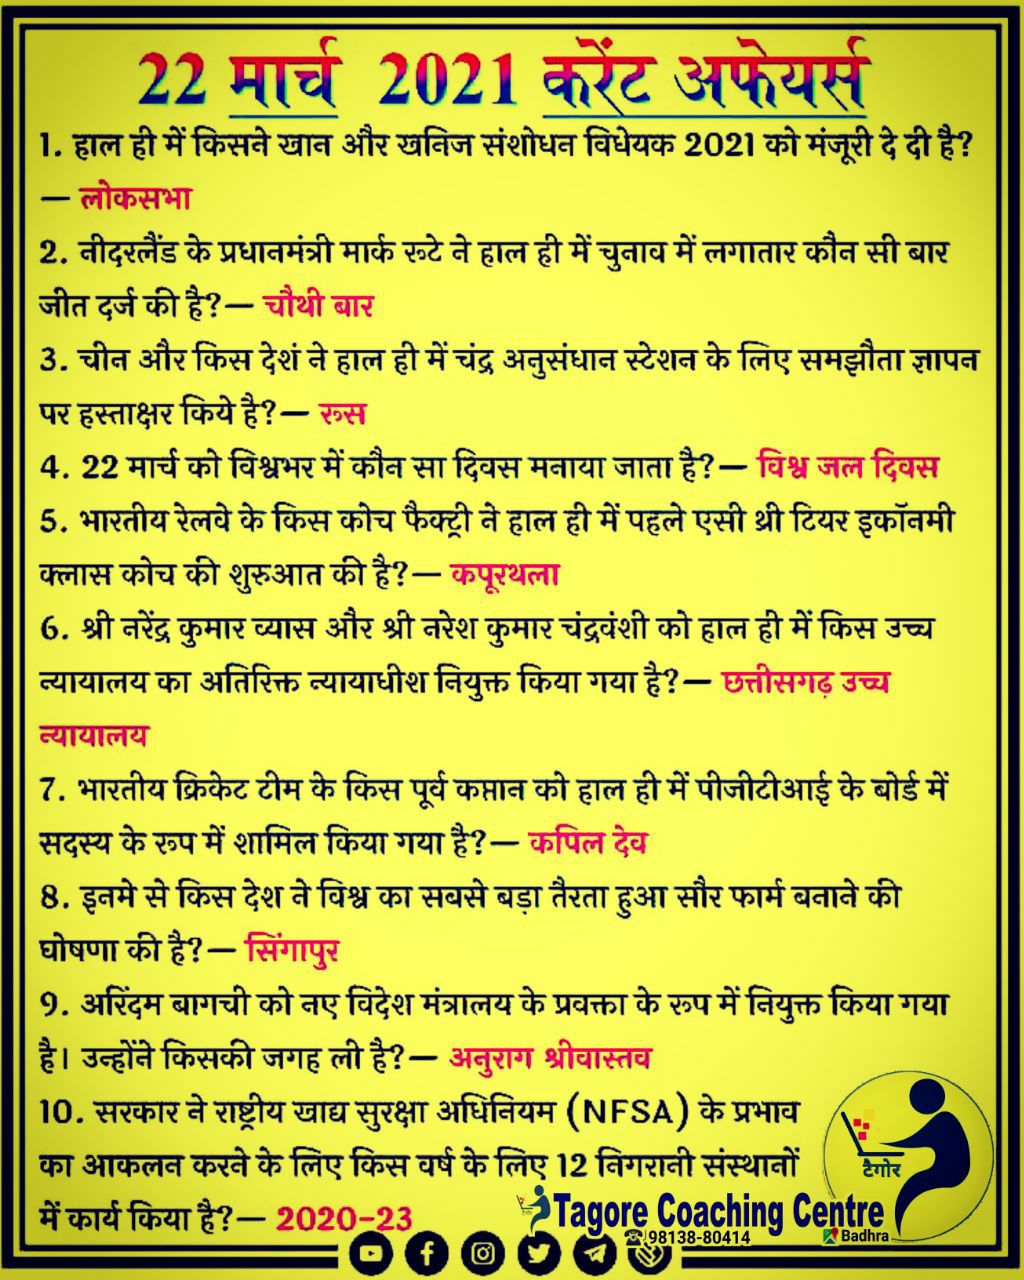 22 मार्च 2021 करेंट अफेयर्स
1. हाल ही में किसने खान और खनिज संशोधन विधेयक 2021 को मंजूरी दे दी है?
— लोकसभा
2. नीदरलैंड के प्रधानमंत्री मार्क रूटे ने हाल ही में चुनाव में लगातार कौन सी बार
जीत दर्ज की है?— चौथी बार
3. चीन और किस देशं ने हाल ही में चंद्र अनुसंधान स्टेशन के लिए समझौता ज्ञापन
पर हस्ताक्षर किये है?— रूस
4. 22 मार्च को विश्वभर में कौन सा दिवस मनाया जाता है?— विश्व जल दिवस
5. भारतीय रेलवे के किस कोच फैक्ट्री ने हाल ही में पहले एसी थ्री टियर इकॉनमी
क्लास कोच की शुरुआत की है?— कपूरथला
6. श्री नरेंद्र कुमार व्यास और श्री नरेश कुमार चंद्रवंशी को हाल ही में किस उच्च
न्यायालय का अतिरिक्त न्यायाधीश नियुक्त किया गया है?— छत्तीसगढ़ उच्च
न्यायालय
7. भारतीय क्रिकेट टीम के किस पूर्व कप्तान को हाल ही में पीजीटीआई के बोर्ड में
सदस्य के रूप में शामिल किया गया है?— कपिल देव
8. इनमे से किस देश ने विश्व का सबसे बड़ा तैरता हुआ सौर फार्म बनाने की
घोषणा की है?— सिंगापुर
9. अरिंदम बागची को नए विदेश मंत्रालय के प्रवक्ता के रूप में नियुक्त किया गया
है। उन्होंने किसकी जगह ली है?— अनुराग श्रीवास्तव
10. सरकार ने राष्ट्रीय खाद्य सुरक्षा अधिनियम (NFSA) के प्रभाव
का आकलन करने के लिए किस वर्ष के लिए 12 निगरानी संस्थानों
में कार्य किया है?— 2020-23
टैगोर
टैगोर Tagore Coaching Centre
98138-80414 Badhra